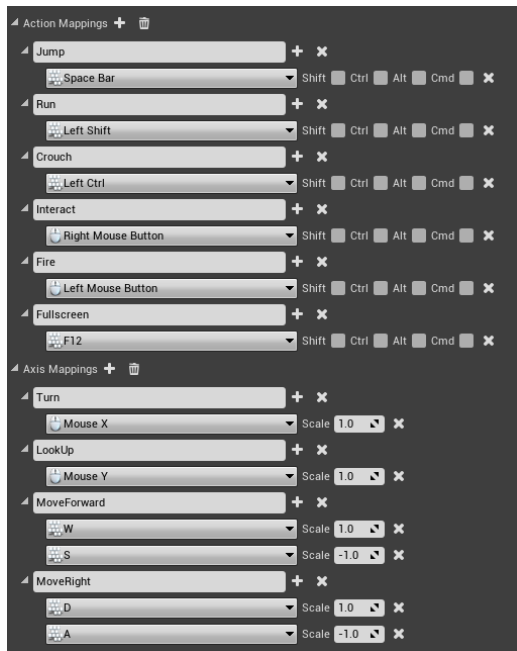 Action Mappings
Jump
Space Bar Shift Ctrl Alt Cmd
Run
Left Shift Shift Ctrl Alt Cmd
Crouch
Left Ctrl Shift Ctrl Alt Cmd
Interact
Right Mouse Button Shift Ctrl Alt Cmd
Fire
Left Mouse Button Shift Ctrl Alt Cmd
Fullscreen
F12 Shift Ctrl Alt Cmd
Axis Mappings
Turn
Mouse X Scale 1.0
LookUp
Mouse Y Scale 1.0
MoveForward
W Scale 1.0
S Scale -1.0
MoveRight
D Scale 1.0
A Scale -1.0